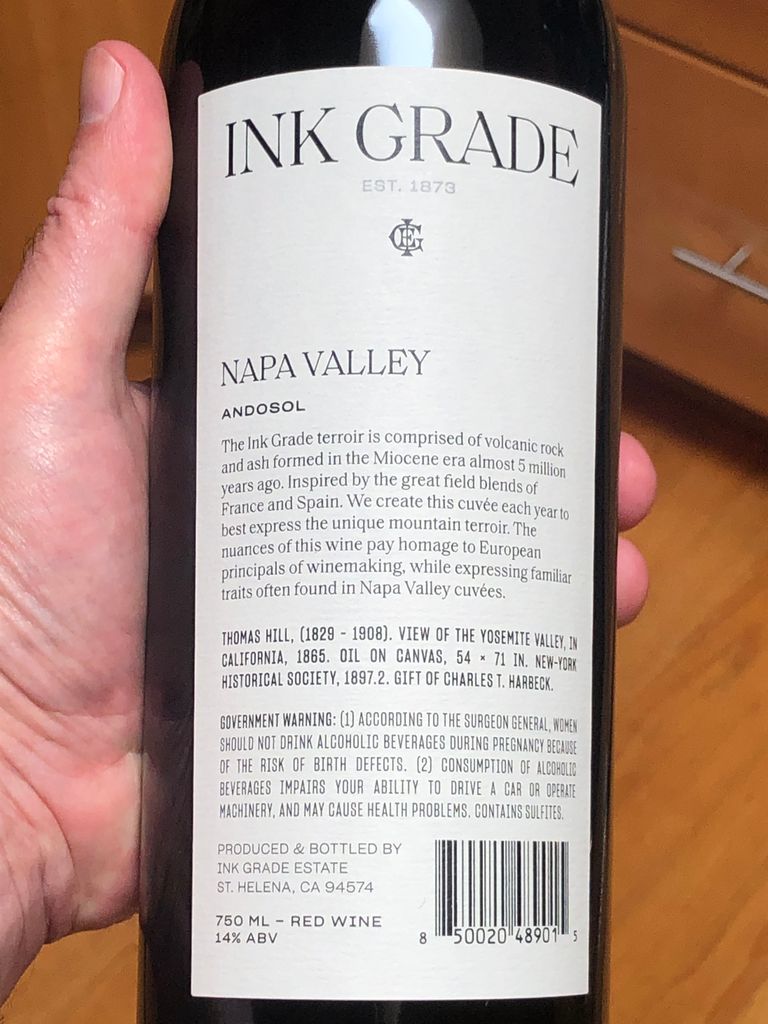 INK GRADE
EST. 1873
NAPA VALLEY
ANDOSOL
The Ink Grade terroir is comprised of volcanic rock
and ash formed in the Miocene era almost 5 million
years ago. Inspired by the great field blends of
France and Spain. We create this cuvée each year to
best express the unique mountain terroir. The
nuances of this wine pay homage to European
principals of winemaking, while expressing familiar
traits often found in Napa Valley cuvées.
THOMAS HILL, (1829 - 1908). VIEW OF THE YOSEMITE VALLEY, IN
CALIFORNIA, 1865. OIL ON CANVAS, 54 × 71 IN. NEW-YORK
HISTORICAL SOCIETY, 1897.2. GIFT OF CHARLES T. HARBECK.
GOVERNMENT WARNING: (1) ACCORDING TO THE SURGEON GENERAL, WOMEN
SHOULD NOT DRINK ALCOHOLIC BEVERAGES DURING PREGNANCY BECAUSE
OF THE RISK OF BIRTH DEFECTS. (2) CONSUMPTION OF ALCOHOLIC
BEVERAGES IMPAIRS YOUR ABILITY TO DRIVE A CAR OR OPERATE
MACHINERY, AND MAY CAUSE HEALTH PROBLEMS. CONTAINS SULFITES.
PRODUCED & BOTTLED BY
INK GRADE ESTATE
ST. HELENA, CA 94574
750 ML – RED WINE
14% ABV
8 50020 48901 5